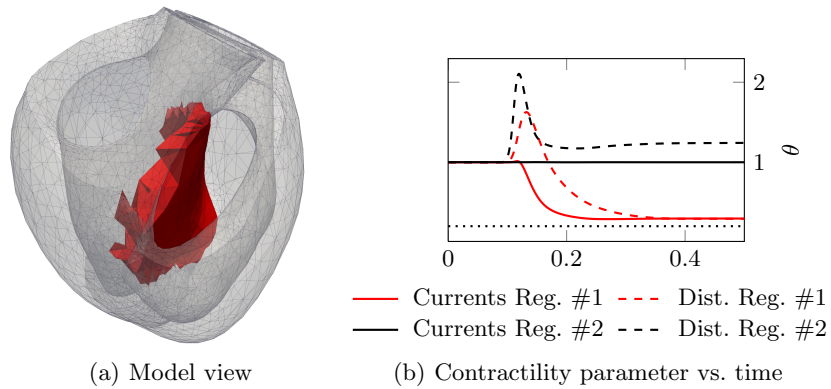 2
1
θ
0
0.2
0.4
Currents Reg. #1
Dist. Reg. #1
Currents Reg. #2
Dist. Reg. #2
(a) Model view
(b) Contractility parameter vs. time